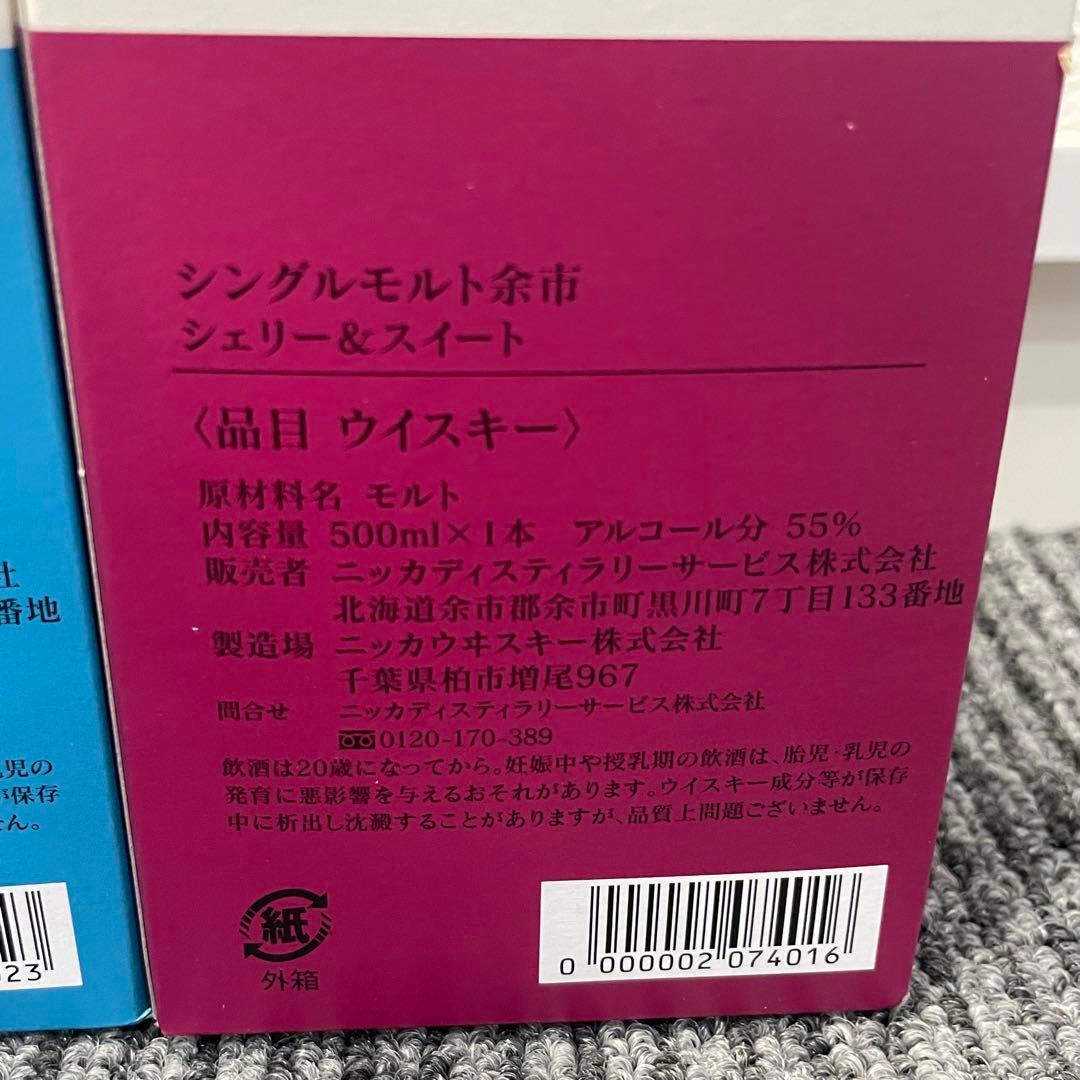 シングルモルト余市
シェリー&スイート
〈品目 ウイスキー〉
原材料名 モルト
内容量 500ml×1本 アルコール分 55%
販売者 ニッカディスティラリーサービス株式会社
北海道余市郡余市町黒川町7丁目133番地
製造場 ニッカウヰスキー株式会社
千葉県柏市増尾967
問合せ ニッカディスティラリーサービス株式会社
0120-170-389
飲酒は20歳になってから。妊娠中や授乳期の飲酒は、胎児・乳児の
発育に悪影響を与えるおそれがあります。ウイスキー成分等が保存
中に析出し沈澱することがありますが、品質上問題ございません。
紙
外箱
0 000002 074016
社
番地
児の
が保存
せん。
23